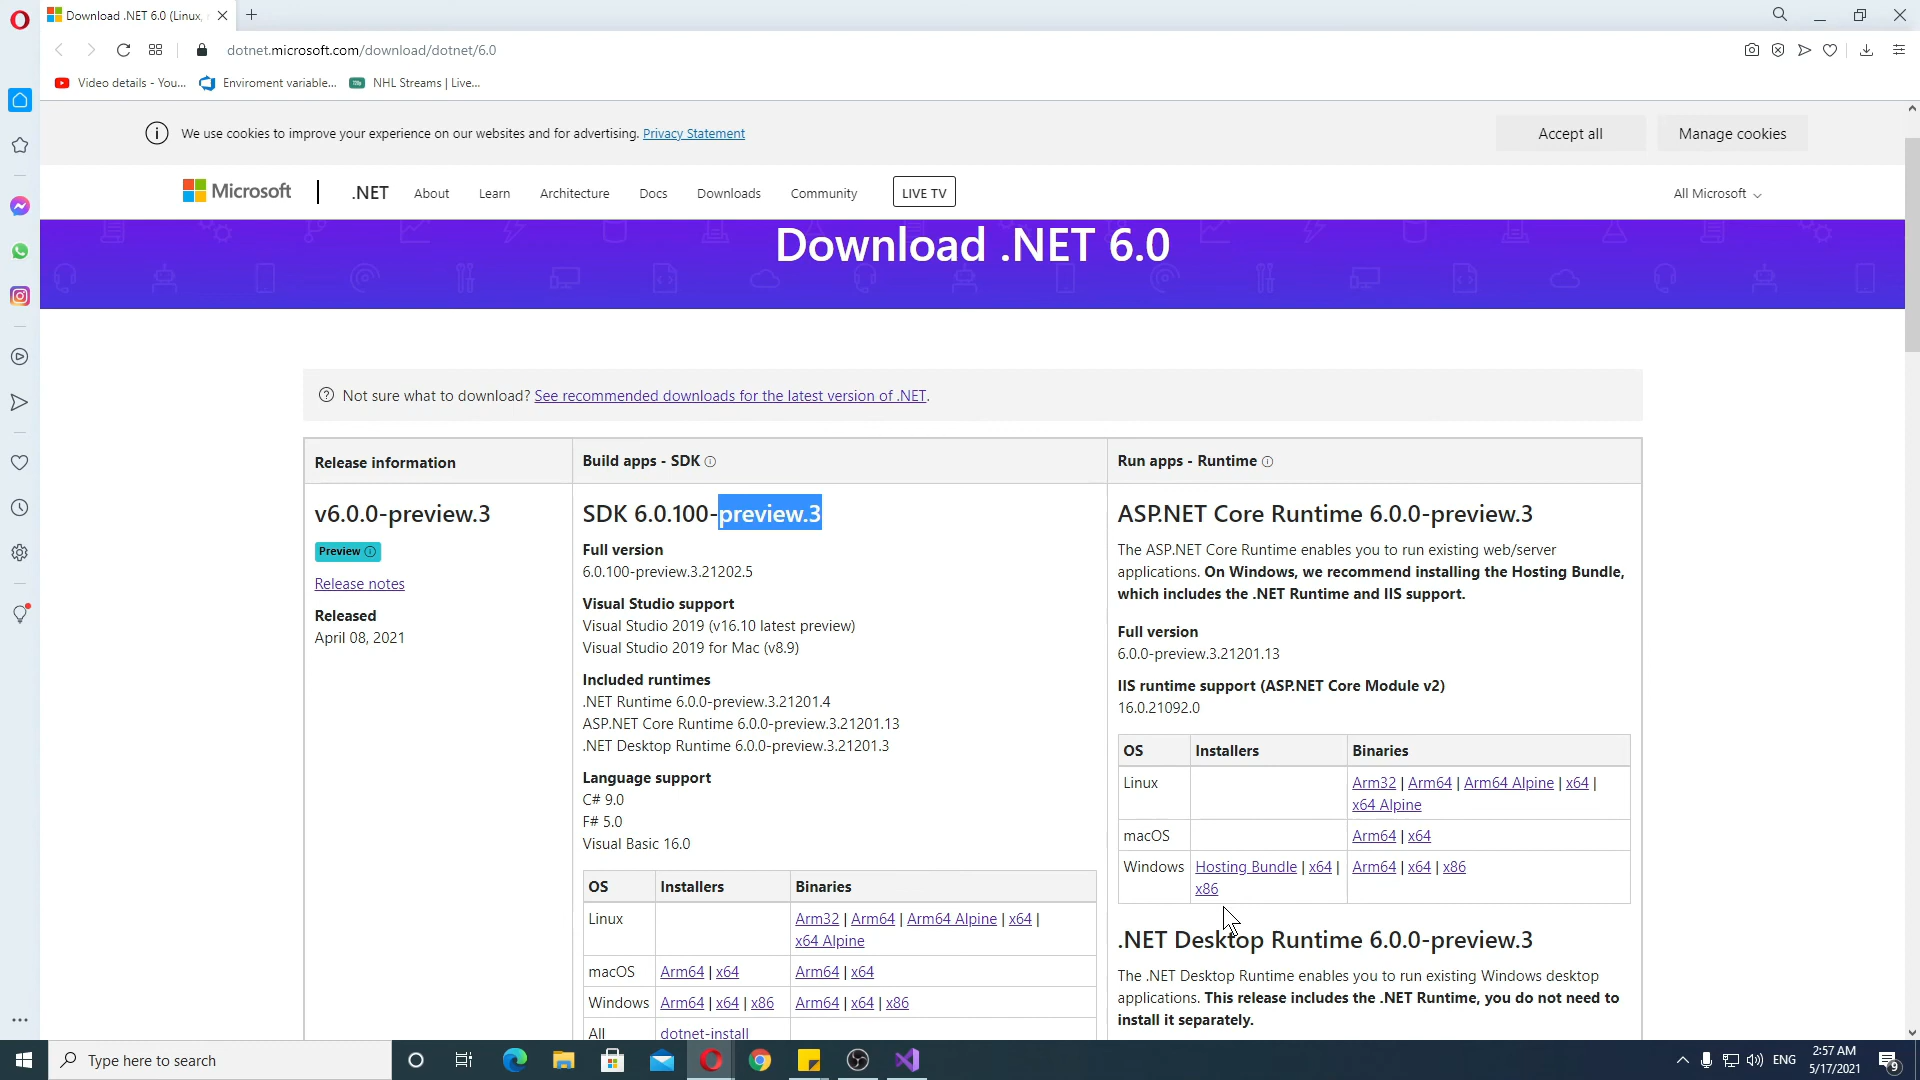 Download .NET 6.0 (Linux,
dotnet.microsoft.com/download/dotnet/6.0
Video details - You...
Enviroment variable...
NHL Streams | Live...
We use cookies to improve your experience on our websites and for advertising. Privacy Statement
Accept all
Manage cookies
Microsoft
.NET
About
Learn
Architecture
Docs
Downloads
Community
LIVE TV
All Microsoft
Download .NET 6.0
Not sure what to download? See recommended downloads for the latest version of .NET.
Release information
Build apps - SDK
Run apps - Runtime
v6.0.0-preview.3
Preview
Release notes
Released
April 08, 2021
SDK 6.0.100-preview.3
Full version
6.0.100-preview.3.21202.5
Visual Studio support
Visual Studio 2019 (v16.10 latest preview)
Visual Studio 2019 for Mac (v8.9)
Included runtimes
.NET Runtime 6.0.0-preview.3.21201.4
ASP.NET Core Runtime 6.0.0-preview.3.21201.13
.NET Desktop Runtime 6.0.0-preview.3.21201.3
Language support
C# 9.0
F# 5.0
Visual Basic 16.0
OS Installers Binaries
Linux Arm32 | Arm64 | Arm64 Alpine | x64 |
x64 Alpine
macOS Arm64 | x64 Arm64 | x64
Windows Arm64 | x64 | x86 Arm64 | x64 | x86
All dotnet-install
ASP.NET Core Runtime 6.0.0-preview.3
The ASP.NET Core Runtime enables you to run existing web/server
applications. On Windows, we recommend installing the Hosting Bundle,
which includes the .NET Runtime and IIS support.
Full version
6.0.0-preview.3.21201.13
IIS runtime support (ASP.NET Core Module v2)
16.0.21092.0
OS Installers Binaries
Linux Arm32 | Arm64 | Arm64 Alpine | x64 |
x64 Alpine
macOS Arm64 | x64
Windows Hosting Bundle | x64 | Arm64 | x64 | x86
x86
.NET Desktop Runtime 6.0.0-preview.3
The .NET Desktop Runtime enables you to run existing Windows desktop
applications. This release includes the .NET Runtime, you do not need to
install it separately.
Type here to search
ENG
2:57 AM
5/17/2021
9